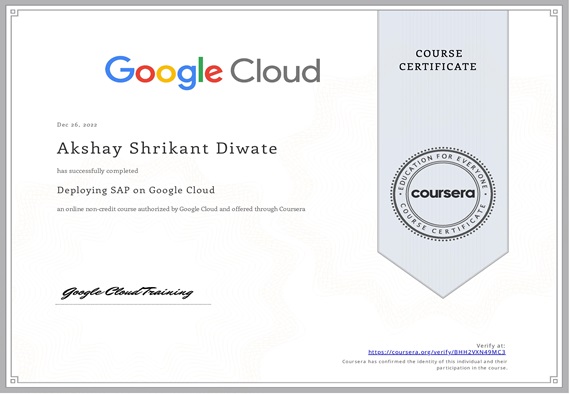 COURSE
CERTIFICATE
Google Cloud
Dec 26, 2022
Akshay Shrikant Diwate
has successfully completed
Deploying SAP on Google Cloud
an online non-credit course authorized by Google Cloud and offered through Coursera
EDUCATION FOR EVERYONE
coursera
COURSE CERTIFICATE
Google Cloud Training
Verify at:
https://coursera.org/verify/BHH2VXN49MC3
Coursera has confirmed the identity of this individual and their
participation in the course.